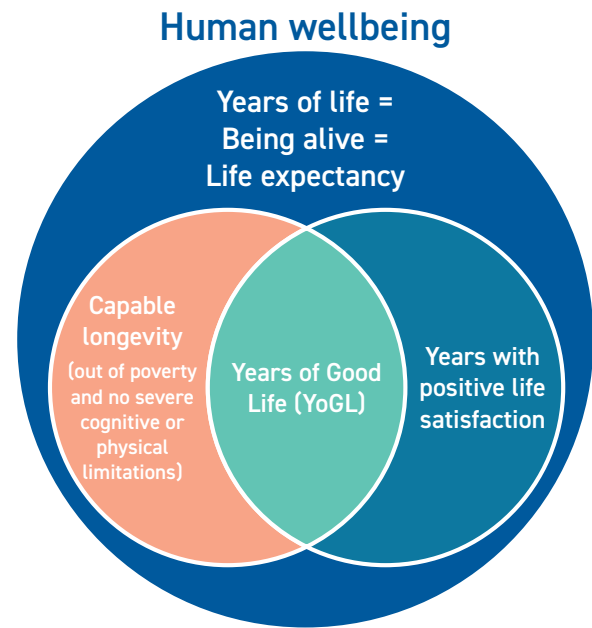 Human wellbeing
Years of life =
Being alive =
Life expectancy
Capable
longevity
(out of poverty
and no severe
cognitive or
physical
limitations)
Years of Good
Life (YoGL)
Years with
positive life
satisfaction